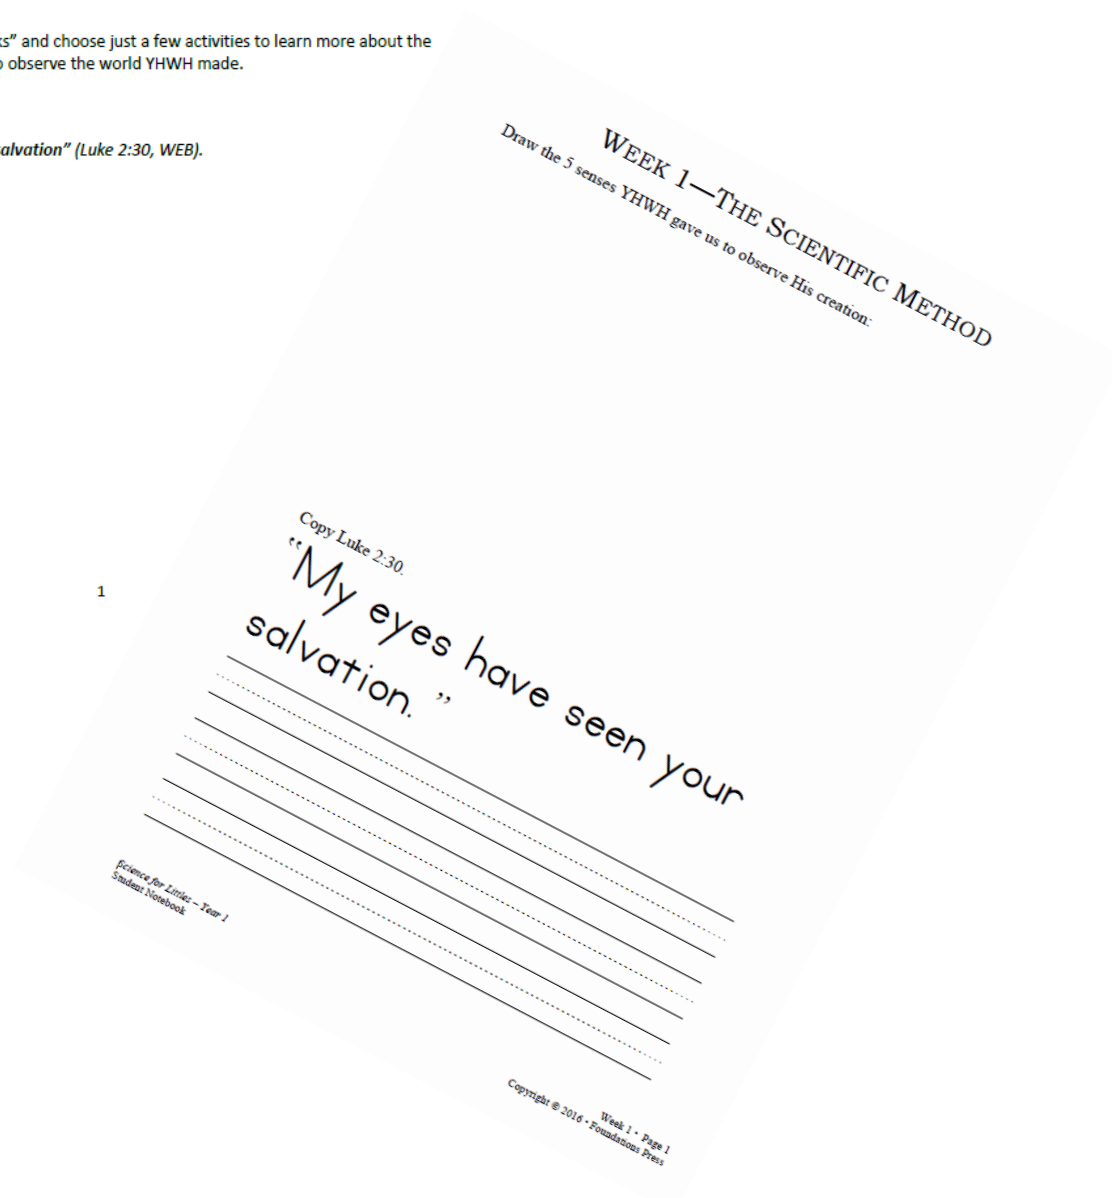 and choose just a few activities to learn more about the
observe the world YHWH made.
(Luke 2:30, WEB).
WEEK 1—THE SCIENTIFIC METHOD
Draw the 5 senses YHWH gave us to observe His creation:
Copy Luke 2:30.
“My eyes have seen your
salvation. ”
1
Science for Littles – Year 1
Student Notebook
Week 1 · Page 1
Copyright © 2016 · Foundations Press